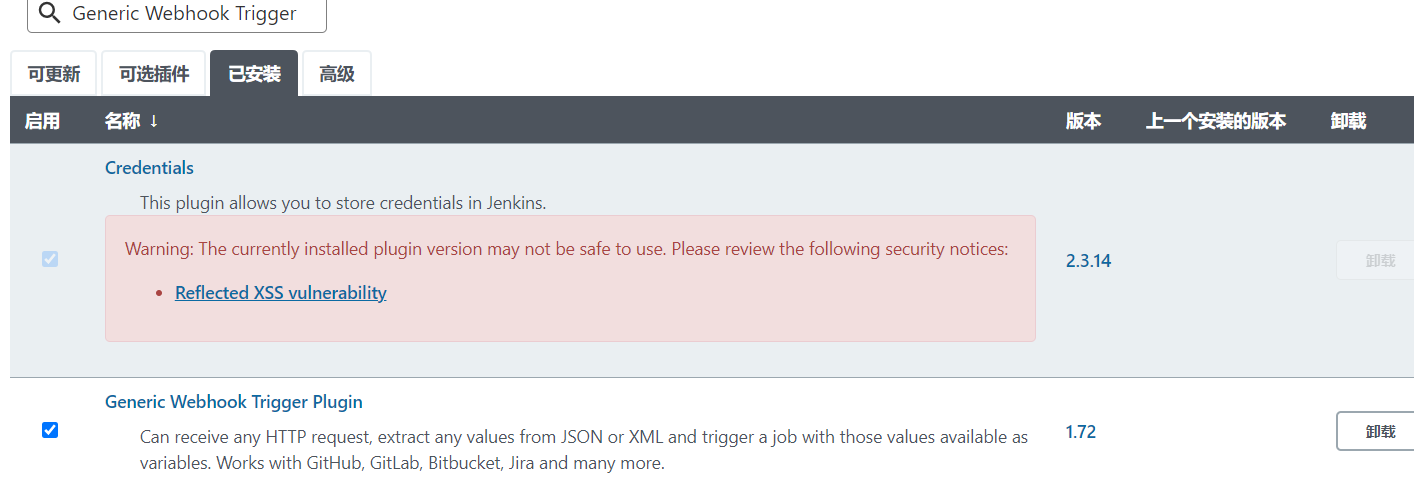 Generic Webhook Trigger
可更新 可选插件 已安装 高级
启用 名称 ↓ 版本 上一个安装的版本 卸载
Credentials
This plugin allows you to store credentials in Jenkins.
Warning: The currently installed plugin version may not be safe to use. Please review the following security notices:
• Reflected XSS vulnerability
2.3.14 卸载
Generic Webhook Trigger Plugin
Can receive any HTTP request, extract any values from JSON or XML and trigger a job with those values available as
variables. Works with GitHub, GitLab, Bitbucket, Jira and many more.
1.72 卸载